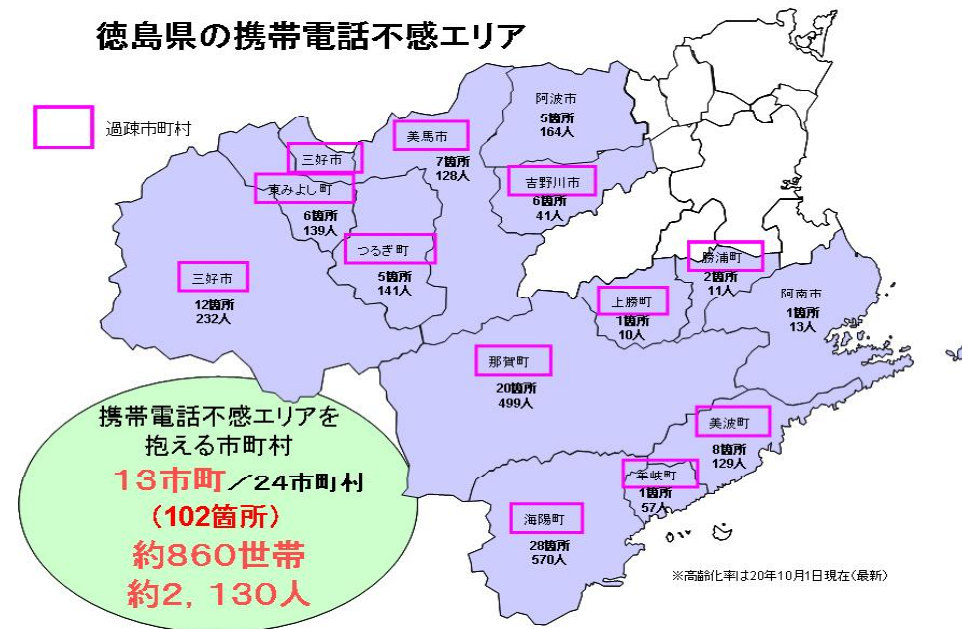 徳島県の携帯電話不感エリア
過疎市町村
阿波市
5箇所
164人
美馬市
7箇所
128人
三好市
東みよし町
6箇所
139人
吉野川市
6箇所
41人
つるぎ町
5箇所
141人
三好市
12箇所
232人
勝浦町
2箇所
11人
上勝町
1箇所
10人
阿南市
1箇所
13人
那賀町
20箇所
499人
美波町
8箇所
129人
牟岐町
1箇所
57人
海陽町
28箇所
570人
携帯電話不感エリアを
抱える市町村
13市町／24市町村
（102箇所）
約860世帯
約2，130人
※高齢化率は20年10月1日現在（最新）